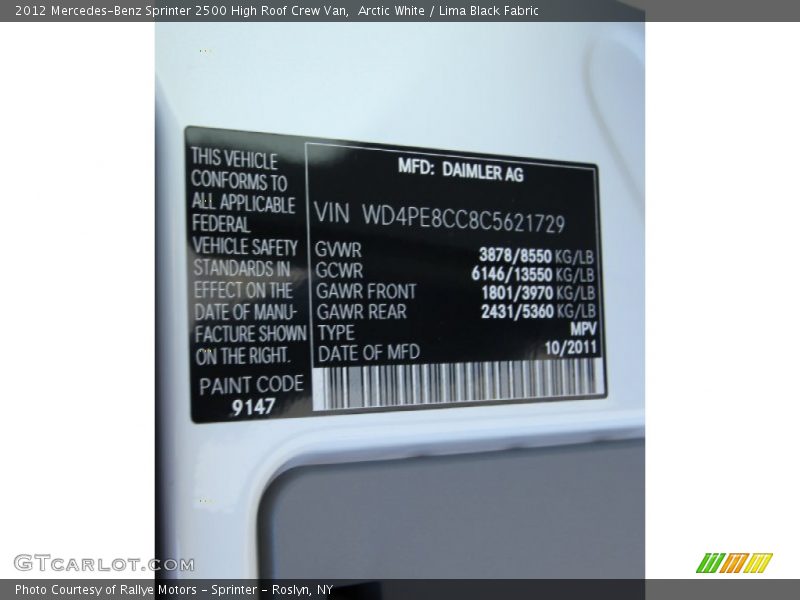 2012 Mercedes-Benz Sprinter 2500 High Roof Crew Van,  Arctic White / Lima Black Fabric
THIS VEHICLE
CONFORMS TO
ALL APPLICABLE
FEDERAL
VEHICLE SAFETY
STANDARDS IN
EFFECT ON THE
DATE OF MANU-
FACTURE SHOWN
ON THE RIGHT.
PAINT CODE
9147
MFD: DAIMLER AG
VIN WD4PE8CC8C5621729
GVWR 3878/8550 KG/LB
GCWR 6146/13550 KG/LB
GAWR FRONT 1801/3970 KG/LB
GAWR REAR 2431/5360 KG/LB
TYPE MPV
DATE OF MFD 10/2011
GTCARLOT.COM
Photo Courtesy of Rallye Motors - Sprinter - Roslyn, NY